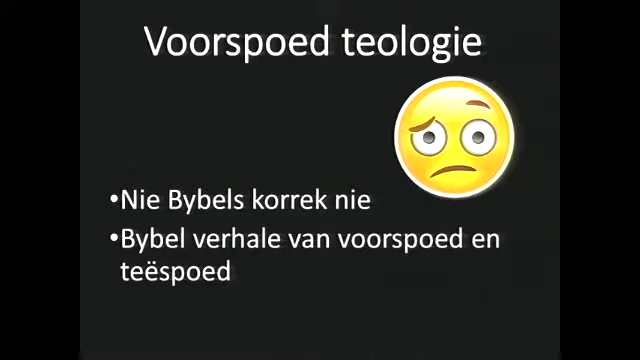 Voorspoed teologie
•Nie Bybels korrek nie
•Bybel verhale van voorspoed en
teëspoed